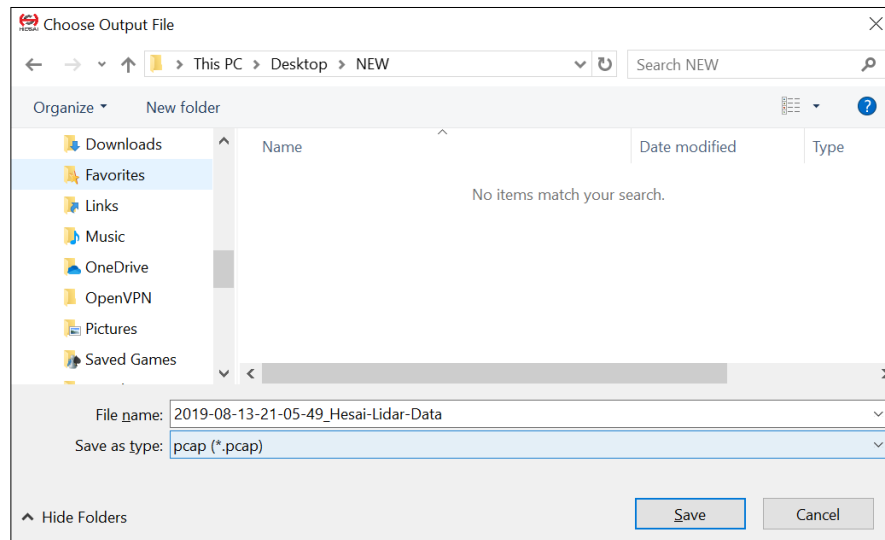 HESAI
Choose Output File
This PC > Desktop > NEW
Search NEW
Organize
New folder
Downloads
Favorites
Links
Music
OneDrive
OpenVPN
Pictures
Saved Games
Name
Date modified
Type
No items match your search.
File name: 2019-08-13-21-05-49_Hesai-Lidar-Data
Save as type: pcap (*.pcap)
Hide Folders
Save
Cancel